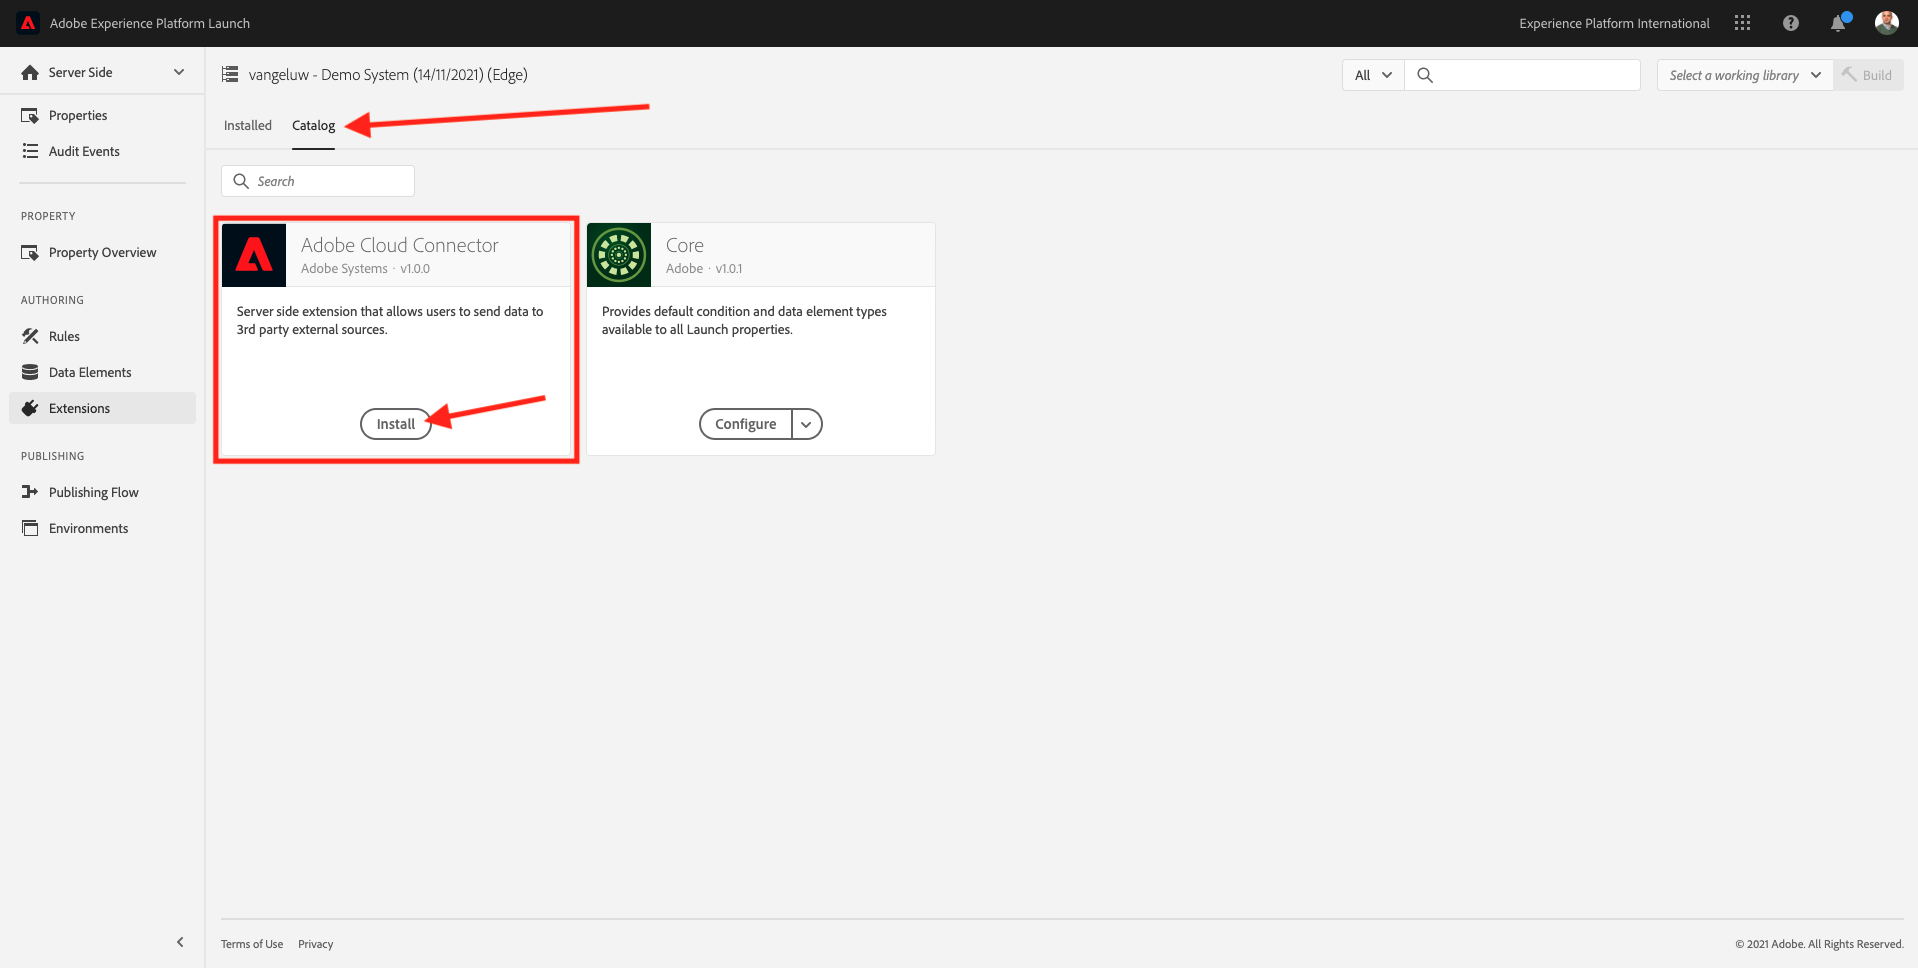 Adobe Experience Platform Launch
Experience Platform International
Server Side
vangeluw - Demo System (14/11/2021) (Edge)
All
Select a working library
Build
Properties
Audit Events
Installed
Catalog
Search
PROPERTY
Property Overview
AUTHORING
Rules
Data Elements
Extensions
PUBLISHING
Publishing Flow
Environments
Adobe Cloud Connector
Adobe Systems · v1.0.0
Server side extension that allows users to send data to
3rd party external sources.
Install
Core
Adobe · v1.0.1
Provides default condition and data element types
available to all Launch properties.
Configure
Terms of Use
Privacy
© 2021 Adobe. All Rights Reserved.